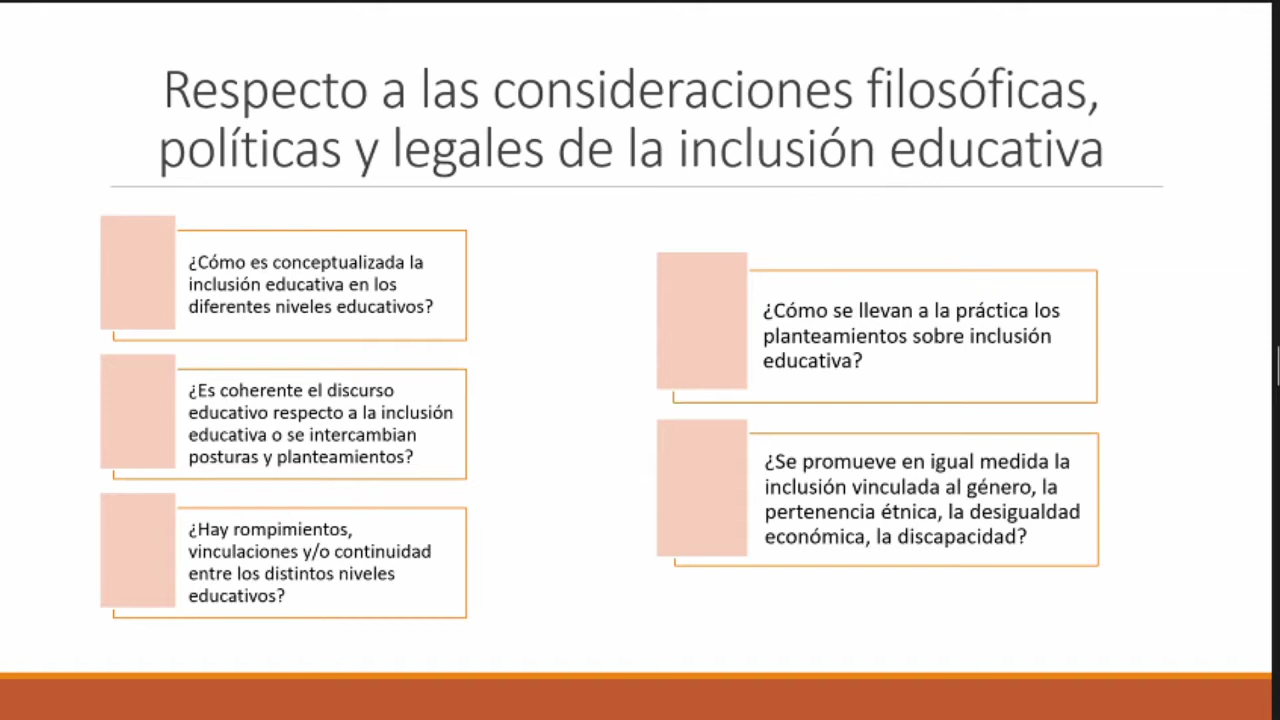 Respecto a las consideraciones filosóficas,
políticas y legales de la inclusión educativa
¿Cómo es conceptualizada la
inclusión educativa en los
diferentes niveles educativos?
¿Es coherente el discurso
educativo respecto a la inclusión
educativa o se intercambian
posturas y planteamientos?
¿Hay rompimientos,
vinculaciones y/o continuidad
entre los distintos niveles
educativos?
¿Cómo se llevan a la práctica los
planteamientos sobre inclusión
educativa?
¿Se promueve en igual medida la
inclusión vinculada al género, la
pertenencia étnica, la desigualdad
económica, la discapacidad?